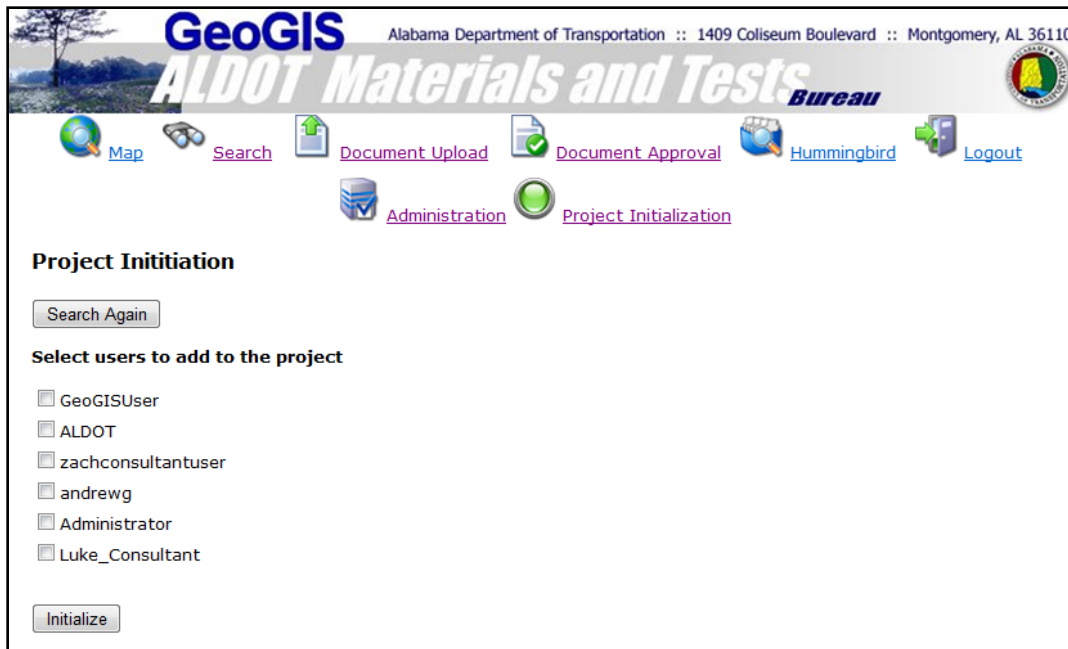 GeoGIS Alabama Department of Transportation :: 1409 Coliseum Boulevard :: Montgomery, AL 36110
ALDOT Materials and Tests Bureau
Map Search Document Upload Document Approval Hummingbird Logout
Administration Project Initialization
Project Inititiation
Search Again
Select users to add to the project
GeoGISUser
ALDOT
zachconsultantuser
andrewg
Administrator
Luke_Consultant
Initialize